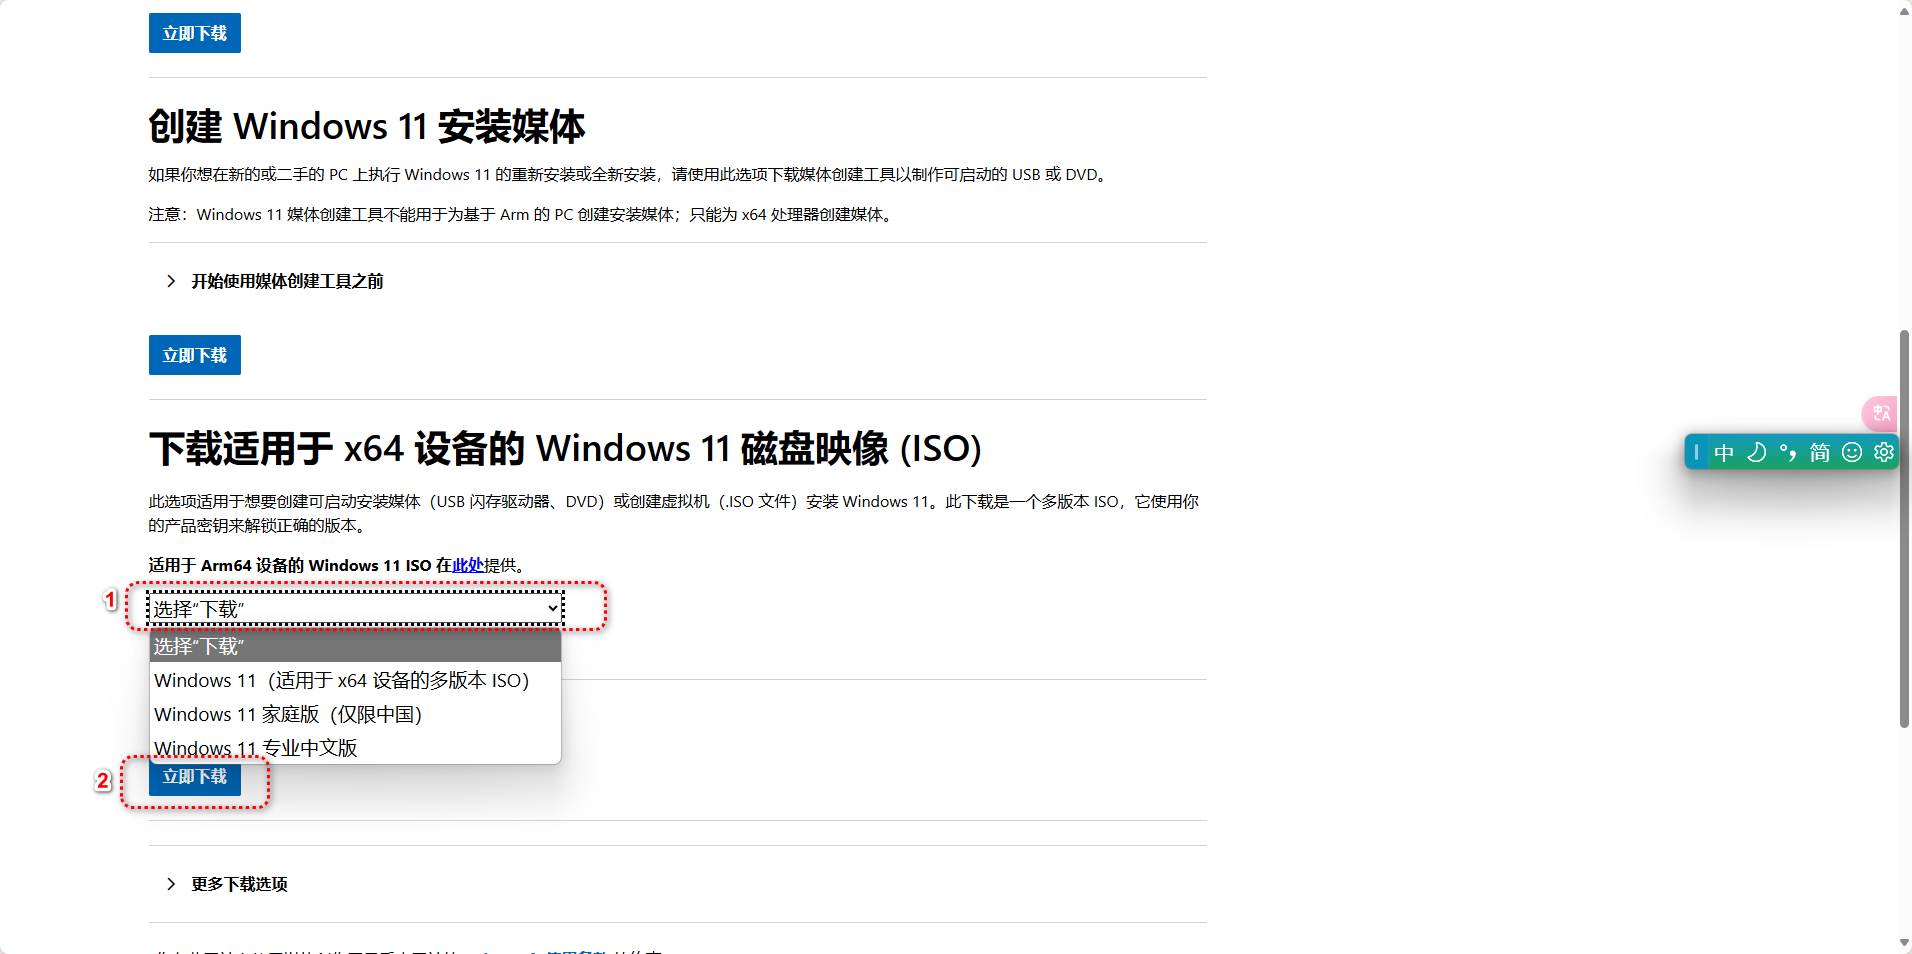 立即下载
创建 Windows 11 安装媒体
如果你想在新的或二手的 PC 上执行 Windows 11 的重新安装或全新安装，请使用此选项下载媒体创建工具以制作可启动的 USB 或 DVD。
注意：Windows 11 媒体创建工具不能用于为基于 Arm 的 PC 创建安装媒体；只能为 x64 处理器创建媒体。
开始使用媒体创建工具之前
立即下载
下载适用于 x64 设备的 Windows 11 磁盘映像 (ISO)
中 简
此选项适用于想要创建可启动安装媒体（USB 闪存驱动器、DVD）或创建虚拟机（.ISO 文件）安装 Windows 11。此下载是一个多版本 ISO，它使用你
的产品密钥来解锁正确的版本。
适用于 Arm64 设备的 Windows 11 ISO 在此处提供。
1
选择“下载”
选择“下载”
Windows 11（适用于 x64 设备的多版本 ISO）
Windows 11 家庭版（仅限中国）
Windows 11 专业中文版
2
立即下载
更多下载选项